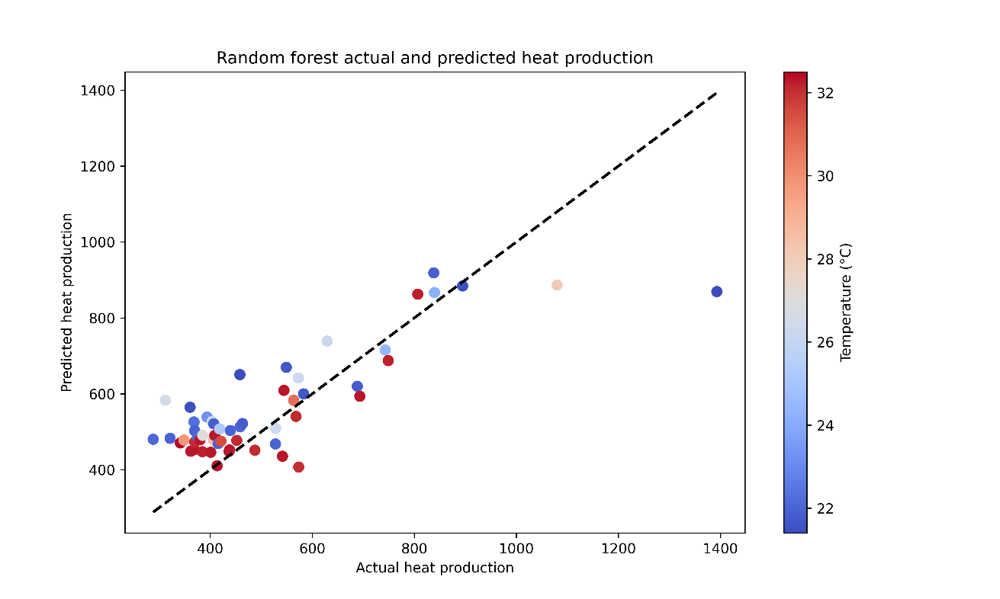 Random forest actual and predicted heat production
1400
1200
1000
800
600
400
Predicted heat production
400 600 800 1000 1200 1400
Actual heat production
32
30
28
26
24
22
Temperature (°C)